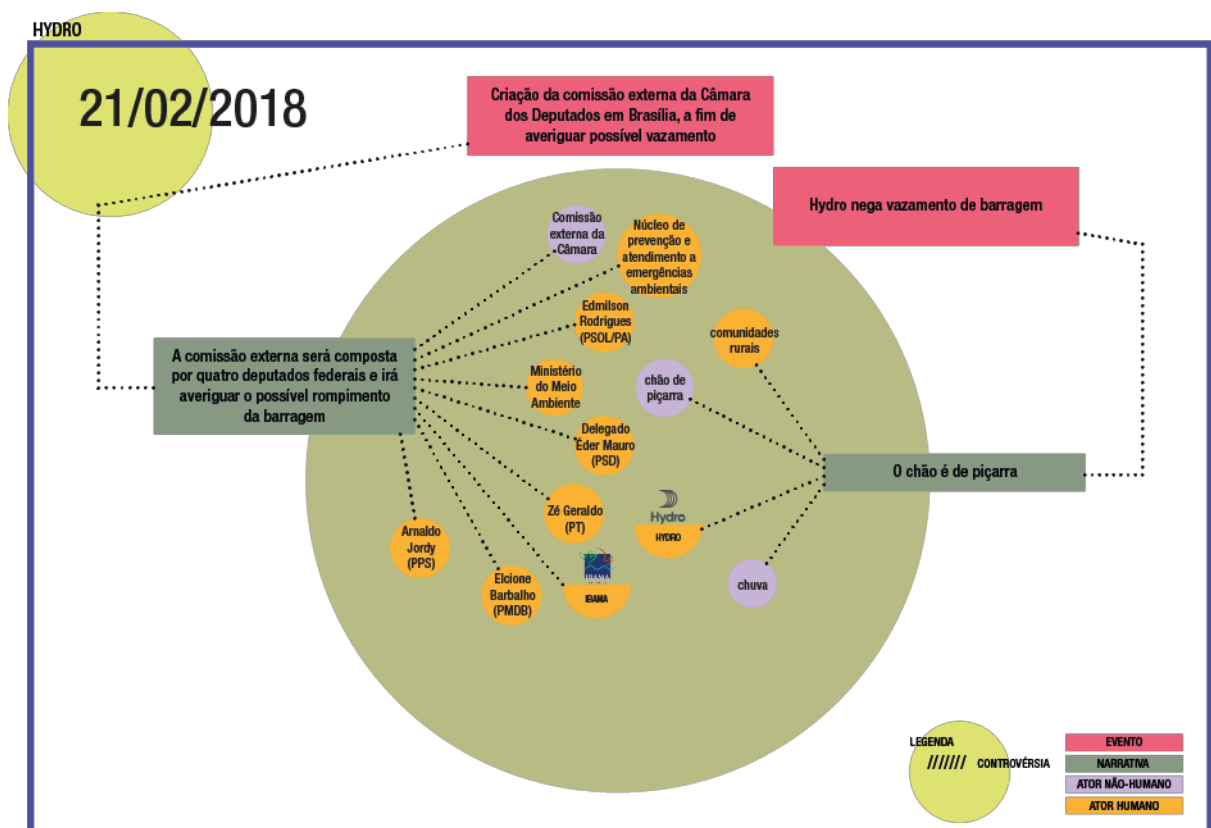 HYDRO
21/02/2018
Criação da comissão externa da Câmara
dos Deputados em Brasília, a fim de
averiguar possível vazamento
Hydro nega vazamento de barragem
Comissão
externa da
Câmara
Núcleo de
prevenção e
atendimento a
emergências
ambientais
Edmilson
Rodrigues
(PSOL/PA)
comunidades
rurais
A comissão externa será composta
por quatro deputados federais e irá
averiguar o possível rompimento
da barragem
Ministério
do Meio
Ambiente
chão de
piçarra
Delegado
Éder Mauro
(PSD)
O chão é de piçarra
Zé Geraldo
(PT)
Hydro
HYDRO
Arnaldo
Jordy
(PPS)
Elcione
Barbalho
(PMDB)
IBAMA
M M A
IBAMA
chuva
LEGENDA
/////// CONTROVÉRSIA
EVENTO
NARRATIVA
ATOR NÃO-HUMANO
ATOR HUMANO